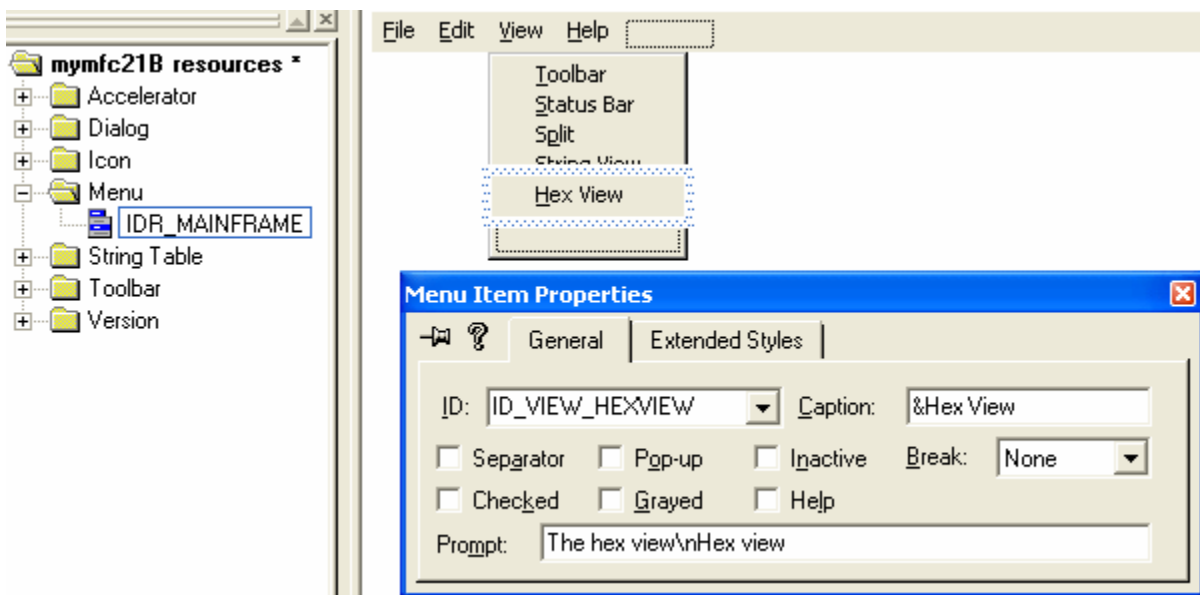 File Edit View Help
mymfc21B resources *
Accelerator
Dialog
Icon
Menu
IDR_MAINFRAME
String Table
Toolbar
Version
Toolbar
Status Bar
Split
String View
Hex View
Menu Item Properties
General Extended Styles
ID: ID_VIEW_HEXVIEW Caption: &Hex View
Separator Pop-up Inactive Break: None
Checked Grayed Help
Prompt: The hex view\nHex view